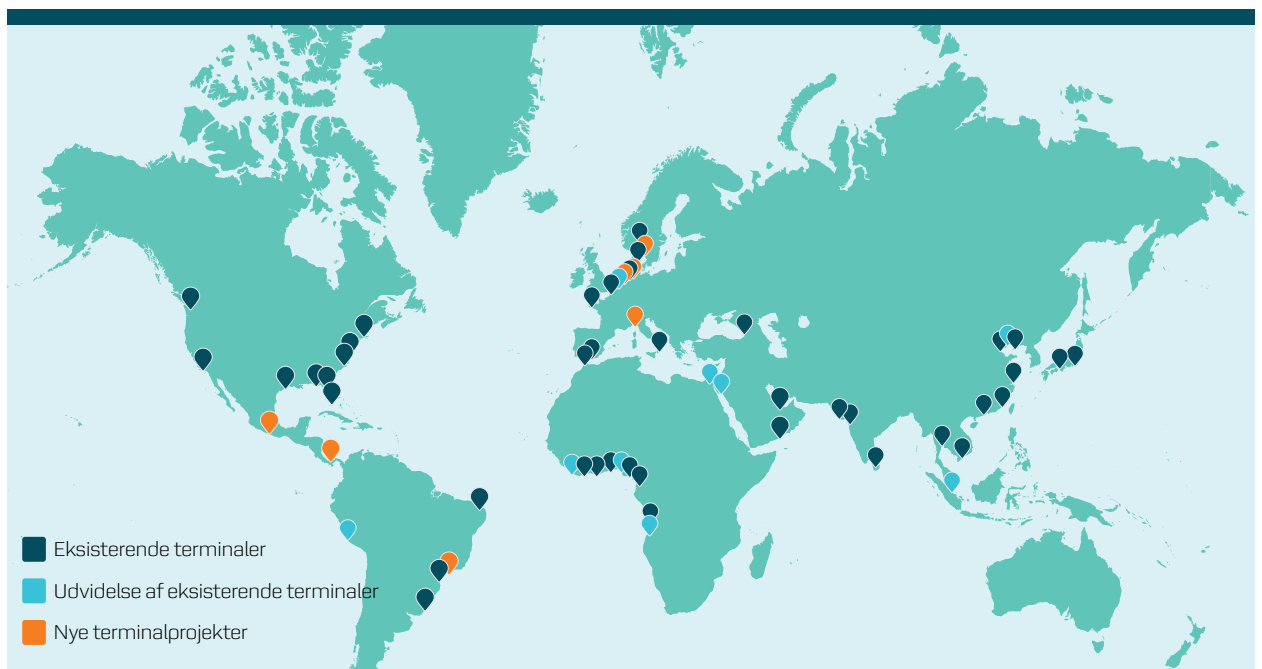 Eksisterende terminaler
Udvidelse af eksisterende terminaler
Nye terminalprojekter